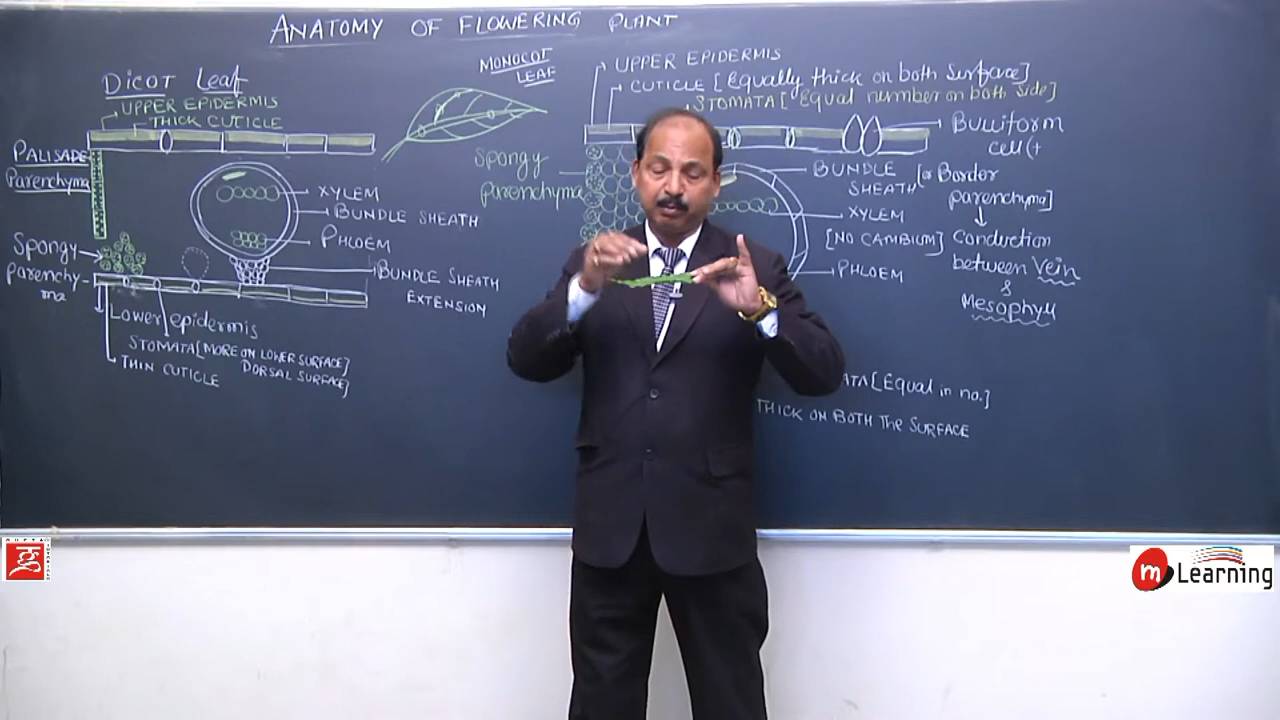 ANATOMY OF FLOWERING PLANT
DICOT Leaf
UPPER EPIDERMIS
THICK CUTICLE
PALISADE
Parenchyma
XYLEM
BUNDLE SHEATH
PHLOEM
Spongy
parenchy-
ma
BUNDLE SHEATH
EXTENSION
Lower epidermis
STOMATA [MORE ON LOWER SURFACE]
DORSAL SURFACE]
THIN CUTICLE
MONOCOT
LEAF
UPPER EPIDERMIS
CUTICLE [Equally thick on both Surface]
STOMATA [Equal number on both side]
Bulliform
cell (+
Spongy
parenchyma
BUNDLE
SHEATH
[or Border
parenchyma]
XYLEM
[NO CAMBIUM]
Conduction
between Vein
&
Mesophyll
PHLOEM
ATA [Equal in no.]
THICK ON BOTH The SURFACE
m Learning